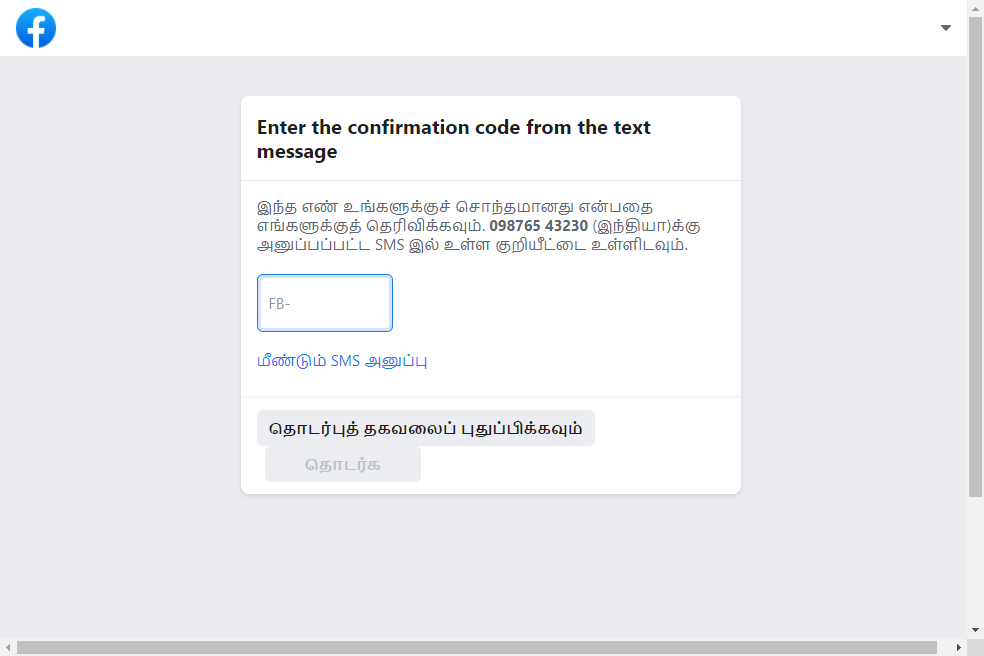 Enter the confirmation code from the text
message
இந்த எண் உங்களுக்குச் சொந்தமானது என்பதை
எங்களுக்குத் தெரிவிக்கவும். 098765 43230 (இந்தியா)க்கு
அனுப்பப்பட்ட SMS இல் உள்ள குறியீட்டை உள்ளிடவும்.
FB-
மீண்டும் SMS அனுப்பு
தொடர்புத் தகவலைப் புதுப்பிக்கவும்
தொடர்க